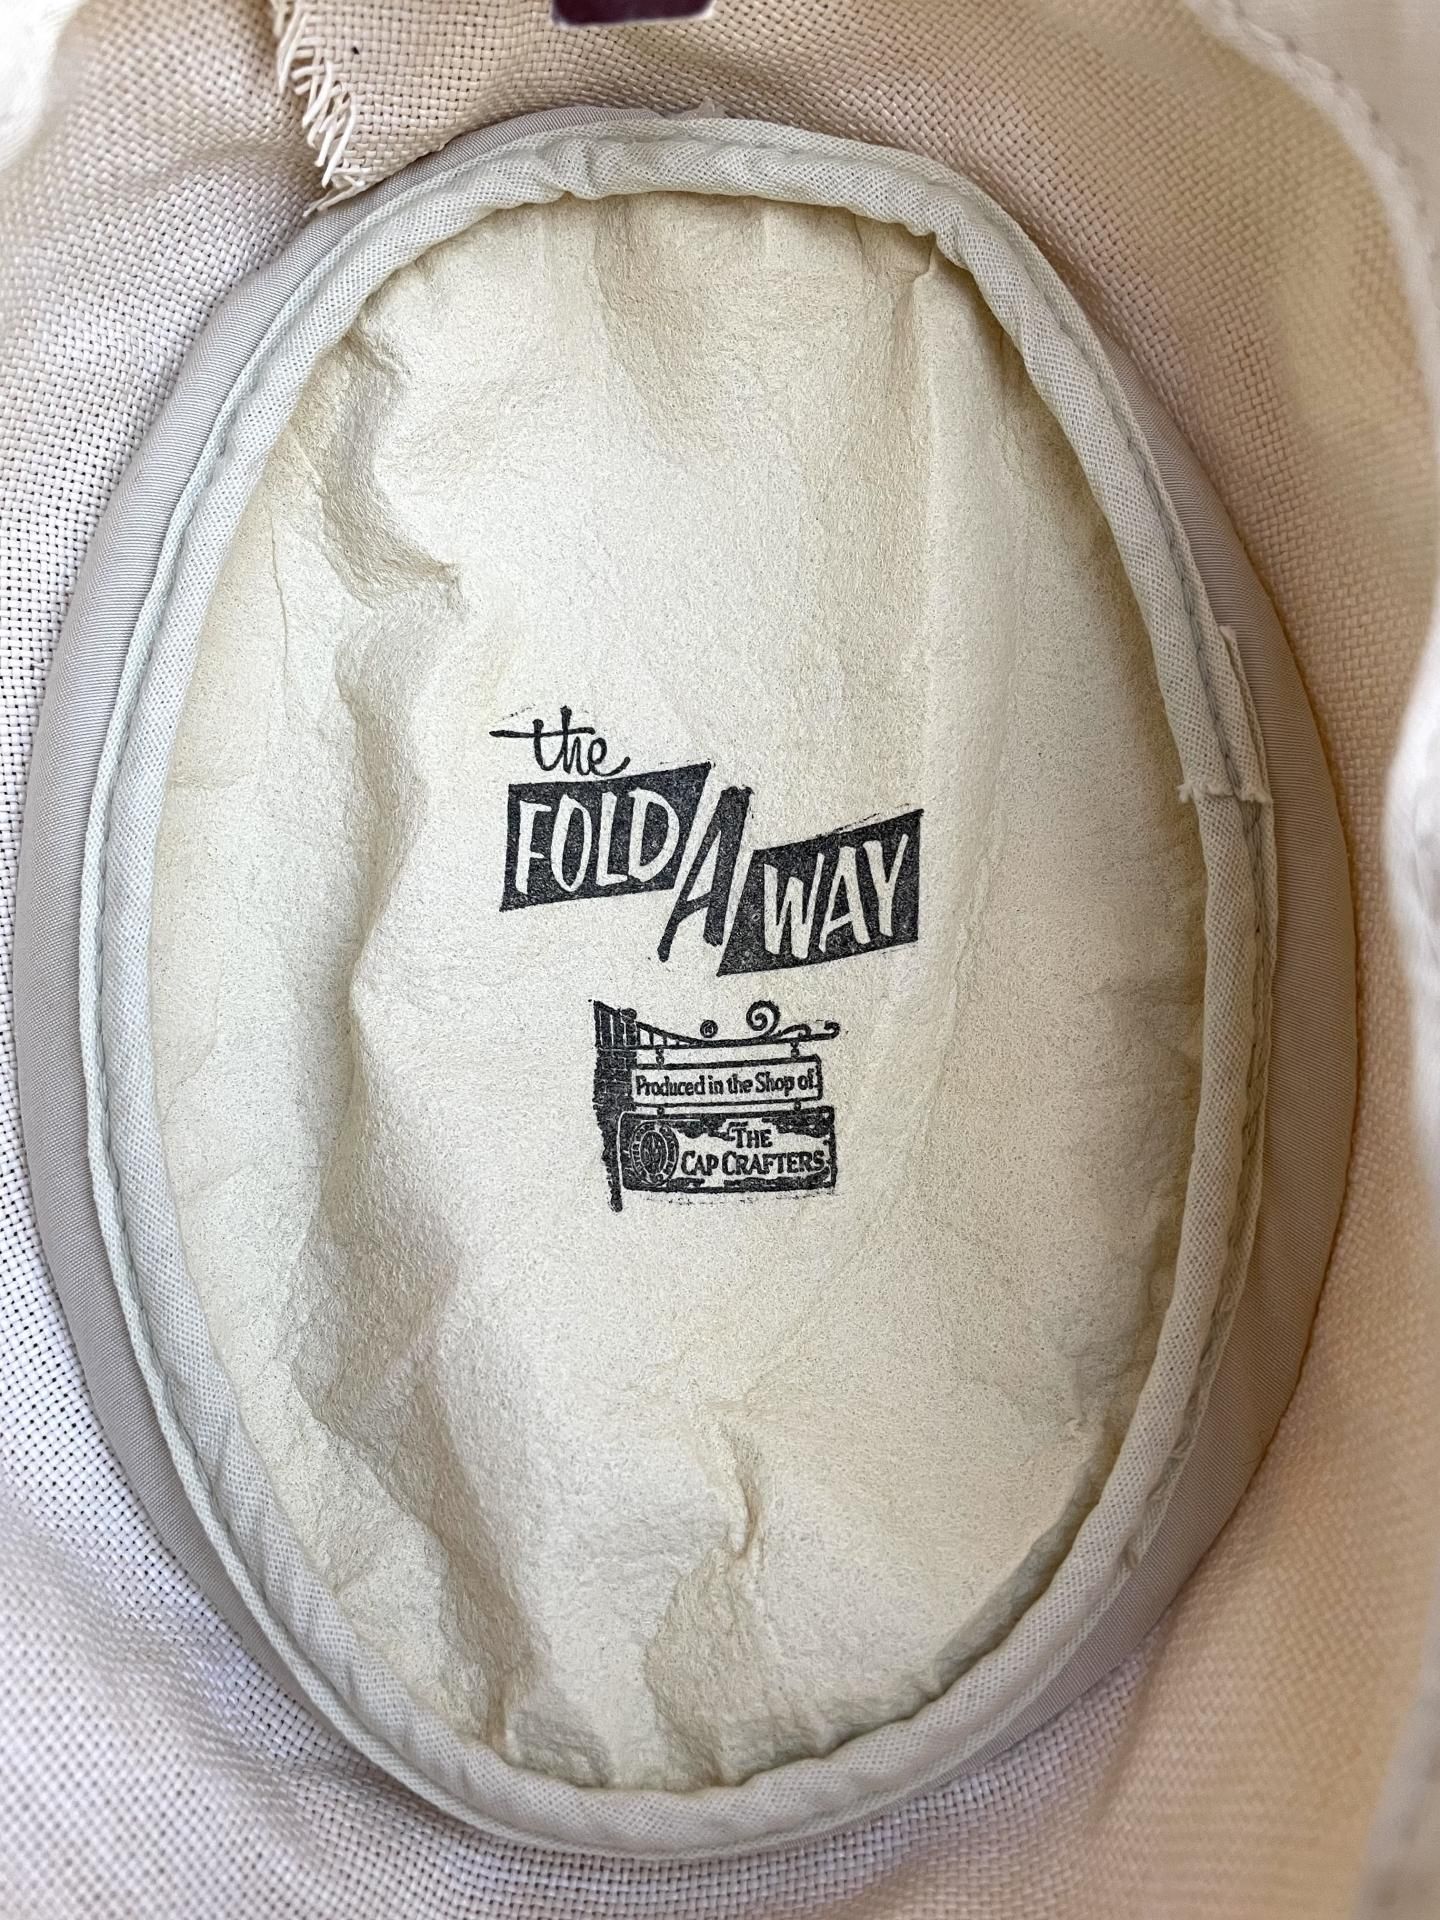 the
FOLD A WAY
®
Produced in the Shop of
THE
CAP CRAFTERS